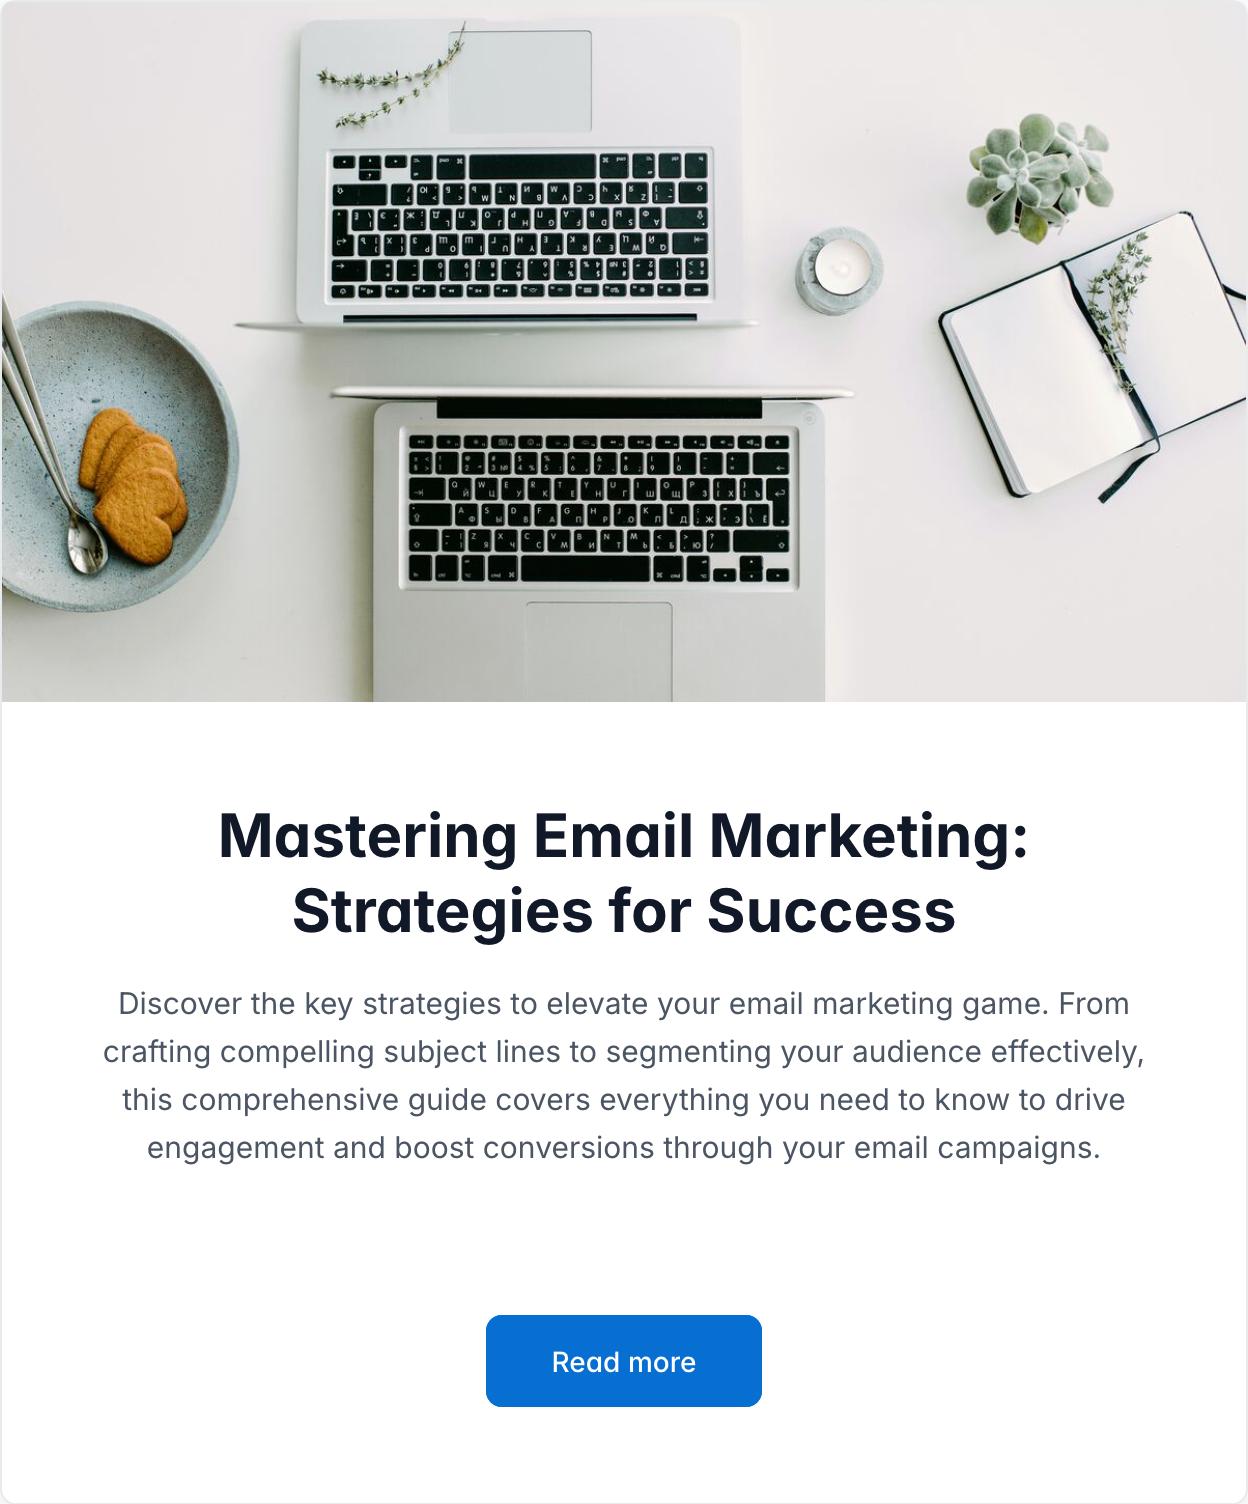 Mastering Email Marketing:
Strategies for Success
Discover the key strategies to elevate your email marketing game. From
crafting compelling subject lines to segmenting your audience effectively,
this comprehensive guide covers everything you need to know to drive
engagement and boost conversions through your email campaigns.
Read more